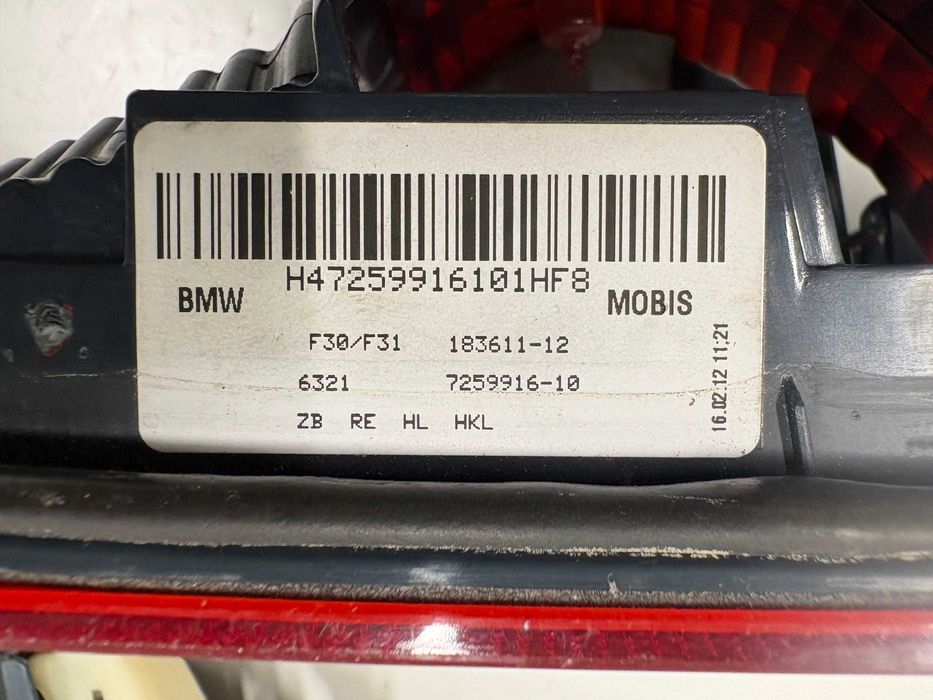 H47259916101HF8
BMW MOBIS
F30/F31 183611-12
6321 7259916-10
ZB RE HL HKL
16.02.12 11:21